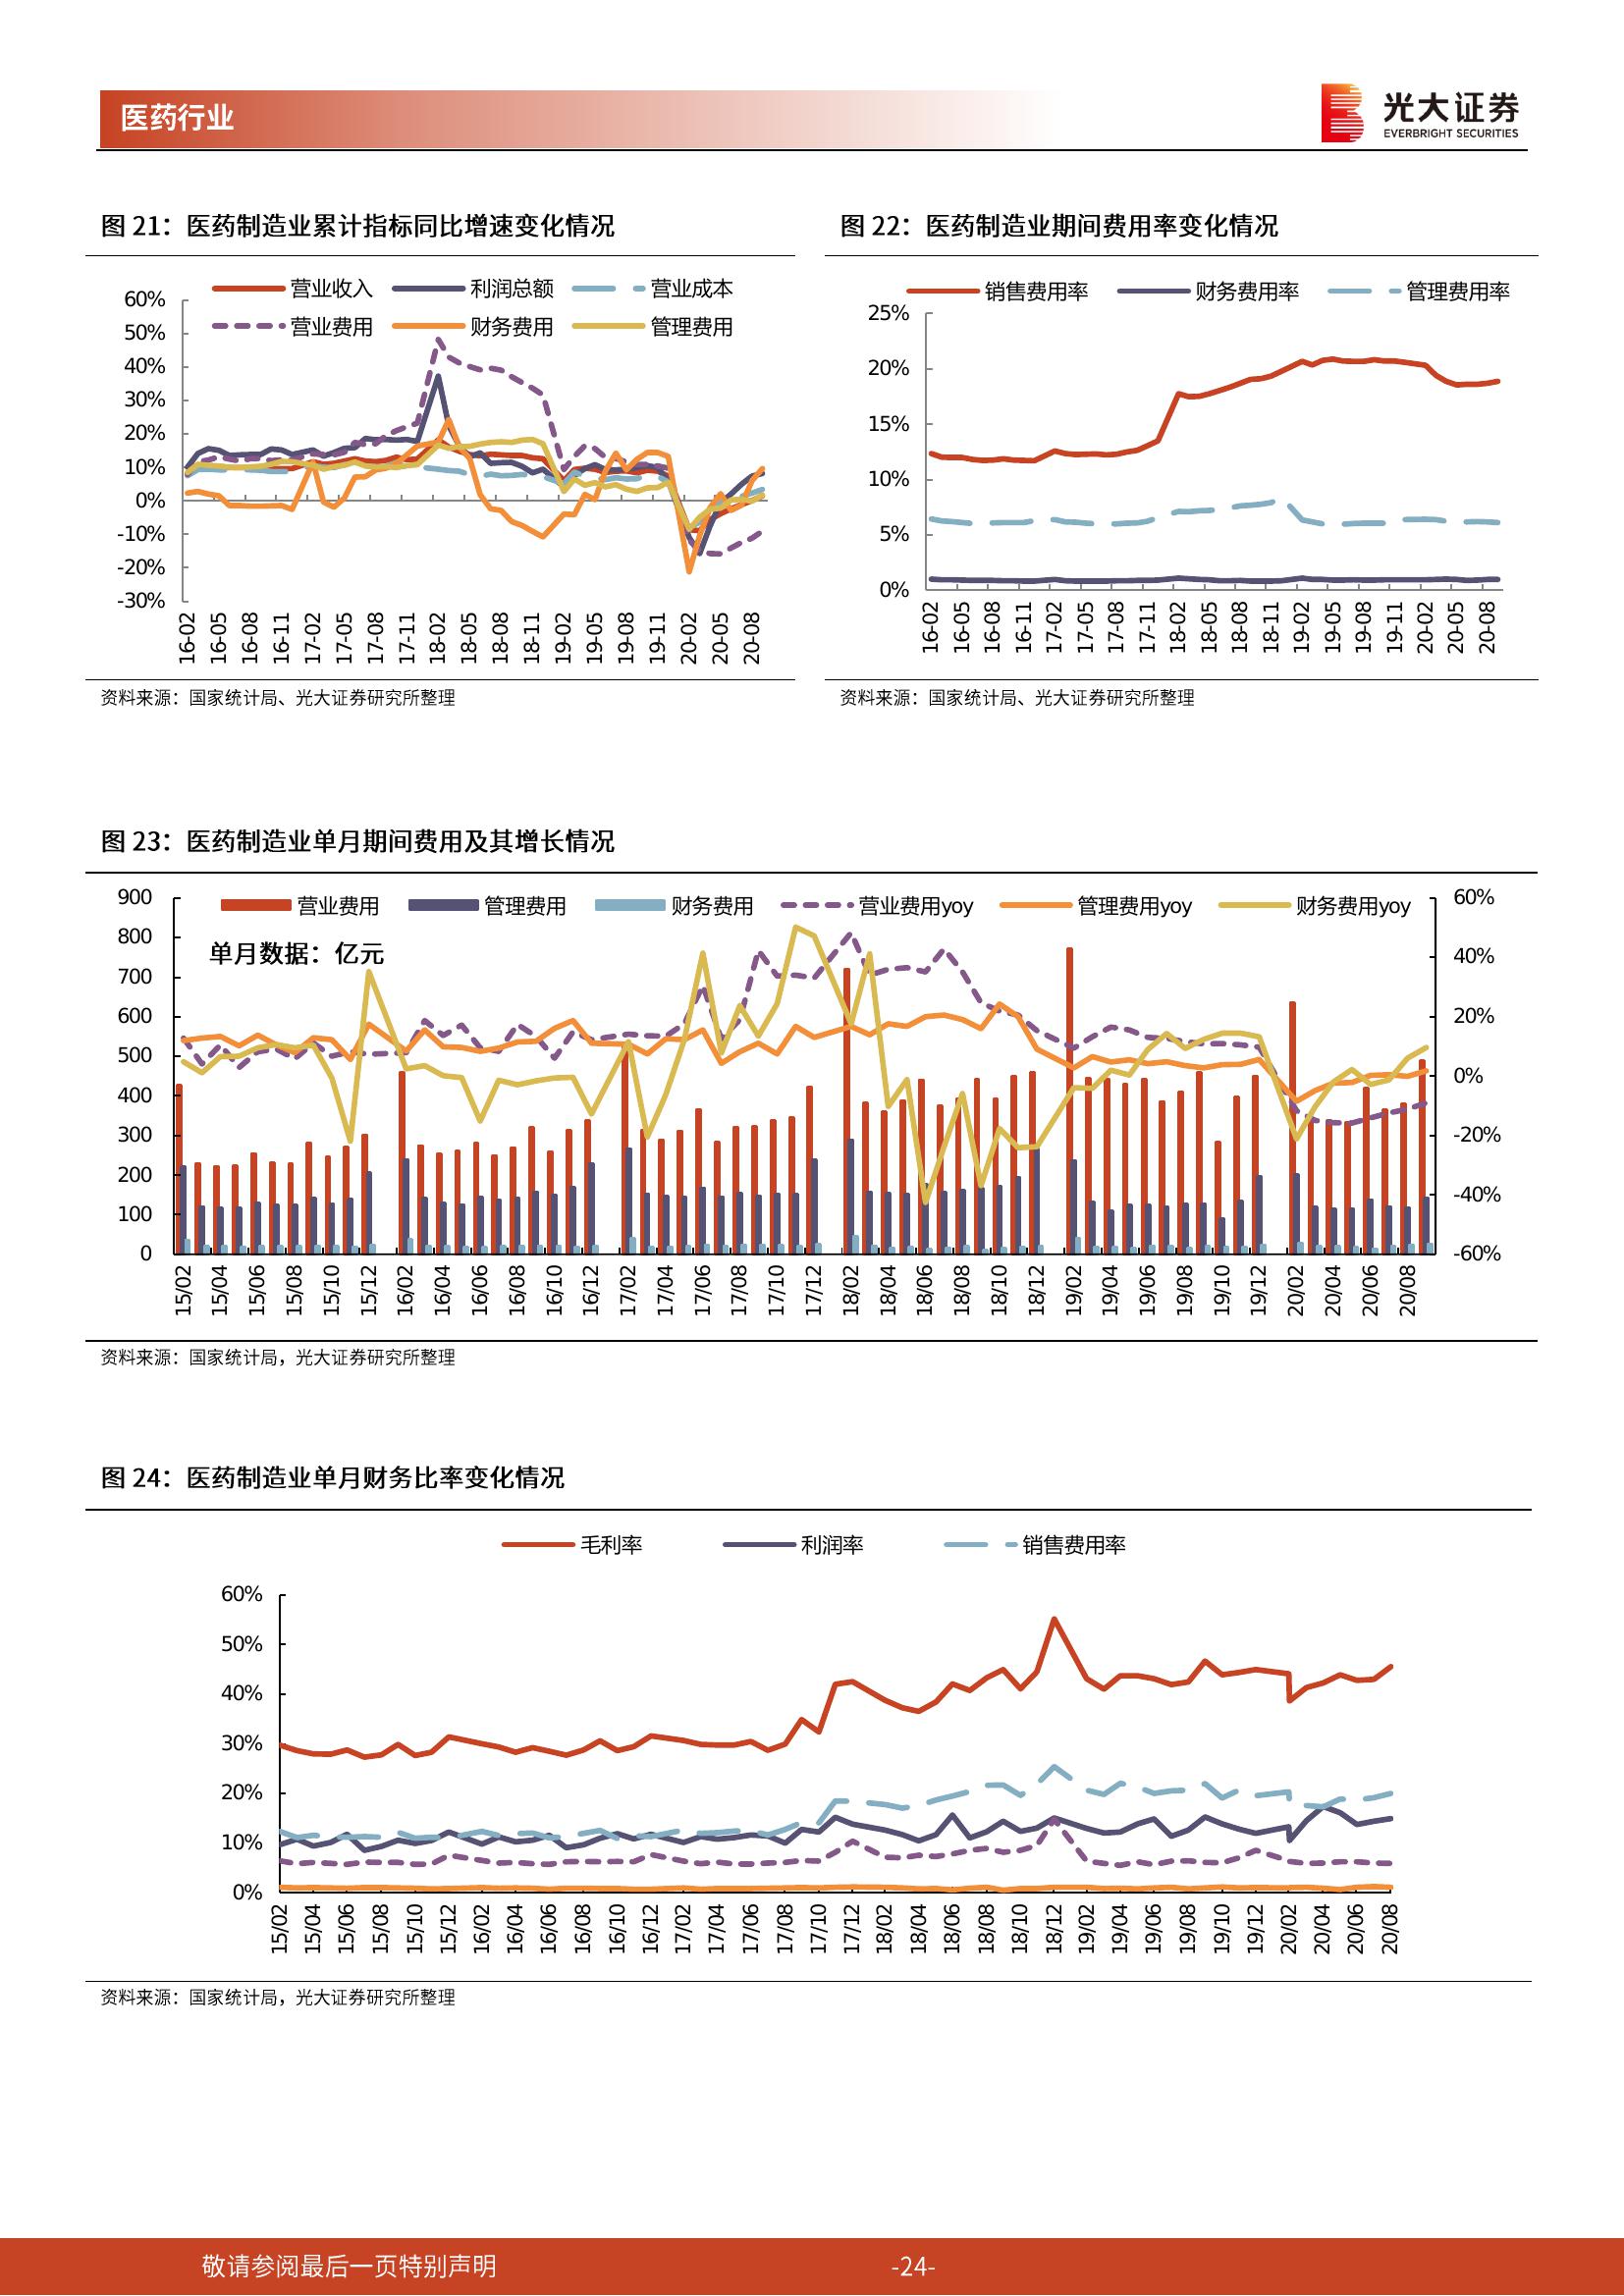 医药行业
光大证券
EVERBRIGHT SECURITIES
图 21：医药制造业累计指标同比增速变化情况
营业收入 利润总额 营业成本
营业费用 财务费用 管理费用
60%
50%
40%
30%
20%
10%
0%
-10%
-20%
-30%
16-02 16-05 16-08 16-11 17-02 17-05 17-08 17-11 18-02 18-05 18-08 18-11 19-02 19-05 19-08 19-11 20-02 20-05 20-08
资料来源：国家统计局、光大证券研究所整理
图 22：医药制造业期间费用率变化情况
销售费用率 财务费用率 管理费用率
25%
20%
15%
10%
5%
0%
16-02 16-05 16-08 16-11 17-02 17-05 17-08 17-11 18-02 18-05 18-08 18-11 19-02 19-05 19-08 19-11 20-02 20-05 20-08
资料来源：国家统计局、光大证券研究所整理
图 23：医药制造业单月期间费用及其增长情况
营业费用 管理费用 财务费用 营业费用yoy 管理费用yoy 财务费用yoy
单月数据：亿元
900
800
700
600
500
400
300
200
100
0
60%
40%
20%
0%
-20%
-40%
-60%
15/02 15/04 15/06 15/08 15/10 15/12 16/02 16/04 16/06 16/08 16/10 16/12 17/02 17/04 17/06 17/08 17/10 17/12 18/02 18/04 18/06 18/08 18/10 18/12 19/02 19/04 19/06 19/08 19/10 19/12 20/02 20/04 20/06 20/08
资料来源：国家统计局，光大证券研究所整理
图 24：医药制造业单月财务比率变化情况
毛利率 利润率 销售费用率
60%
50%
40%
30%
20%
10%
0%
15/02 15/04 15/06 15/08 15/10 15/12 16/02 16/04 16/06 16/08 16/10 16/12 17/02 17/04 17/06 17/08 17/10 17/12 18/02 18/04 18/06 18/08 18/10 18/12 19/02 19/04 19/06 19/08 19/10 19/12 20/02 20/04 20/06 20/08
资料来源：国家统计局，光大证券研究所整理
敬请参阅最后一页特别声明 -24-